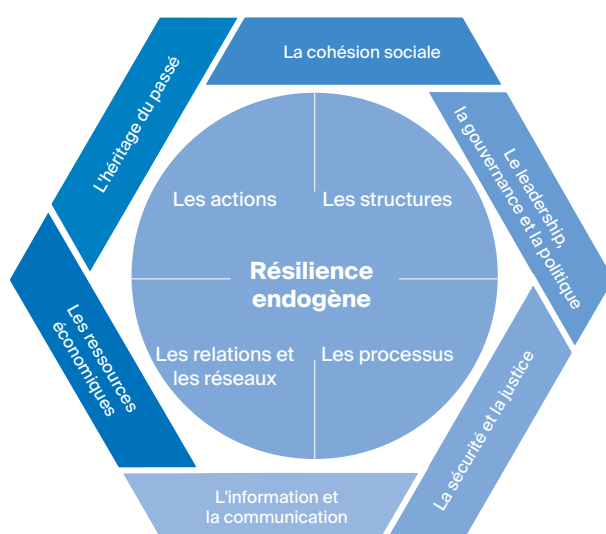 La cohésion sociale
L'héritage du passé
Le leadership,
la gouvernance et la politique
Les actions
Les structures
Résilience
endogène
Les ressources
économiques
Les relations et
les réseaux
Les processus
La sécurité et la justice
L'information et
la communication